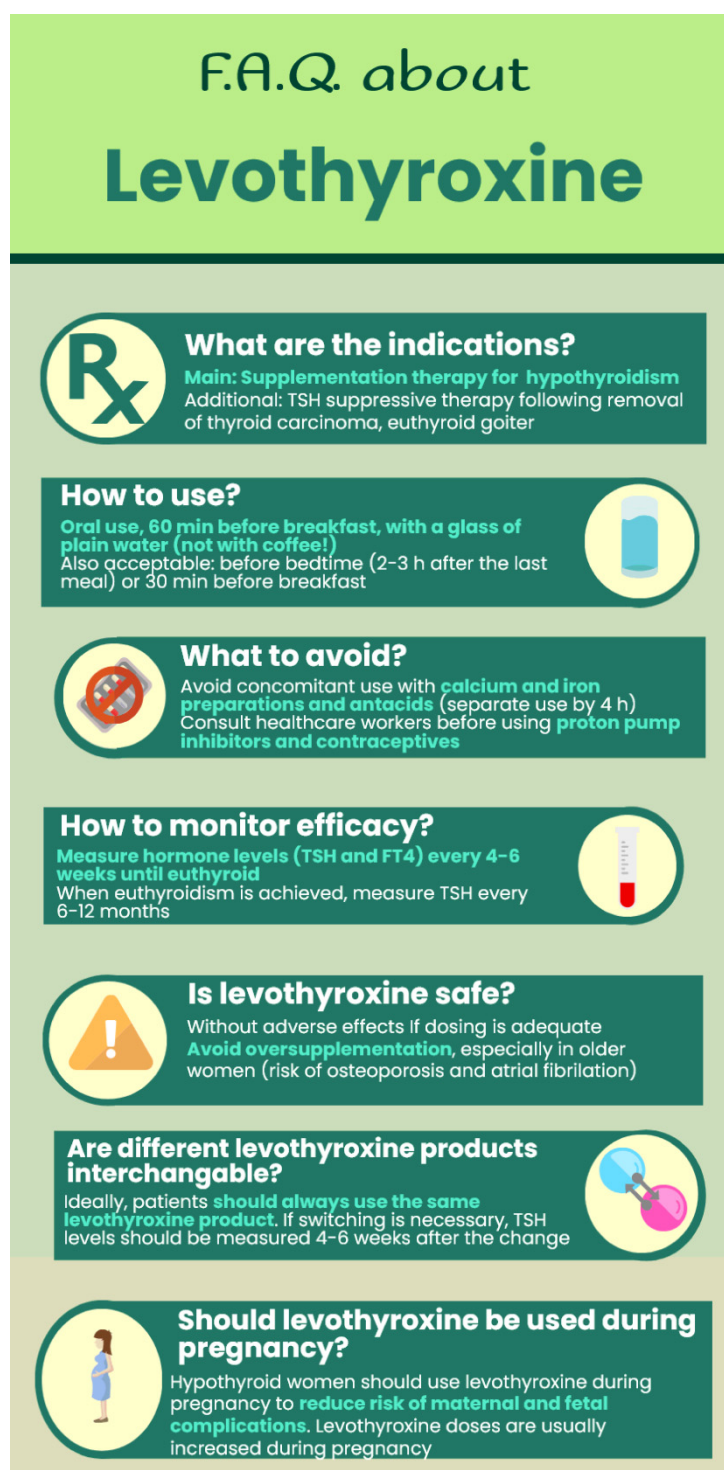 F.A.Q. about
Levothyroxine
Rx
What are the indications?
Main: Supplementation therapy for hypothyroidism
Additional: TSH suppressive therapy following removal
of thyroid carcinoma, euthyroid goiter
How to use?
Oral use, 60 min before breakfast, with a glass of
plain water (not with coffee!)
Also acceptable: before bedtime (2-3 h after the last
meal) or 30 min before breakfast
What to avoid?
Avoid concomitant use with calcium and iron
preparations and antacids (separate use by 4 h)
Consult healthcare workers before using proton pump
inhibitors and contraceptives
How to monitor efficacy?
Measure hormone levels (TSH and FT4) every 4-6
weeks until euthyroid
When euthyroidism is achieved, measure TSH every
6-12 months
Is levothyroxine safe?
Without adverse effects If dosing is adequate
Avoid oversupplementation, especially in older
women (risk of osteoporosis and atrial fibrilation)
Are different levothyroxine products
interchangable?
Ideally, patients should always use the same
levothyroxine product. If switching is necessary, TSH
levels should be measured 4-6 weeks after the change
Should levothyroxine be used during
pregnancy?
Hypothyroid women should use levothyroxine during
pregnancy to reduce risk of maternal and fetal
complications. Levothyroxine doses are usually
increased during pregnancy